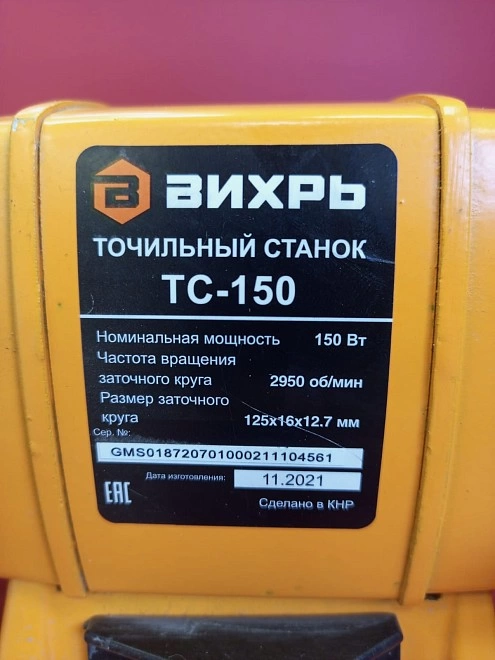 ВИХРЬ
ТОЧИЛЬНЫЙ СТАНОК
ТС-150
Номинальная мощность 150 Вт
Частота вращения
заточного круга 2950 об/мин
Размер заточного
круга 125х16х12.7 мм
Сер. №:
GMS018720701000211104561
Дата изготовления: 11.2021
EAC Сделано в КНР